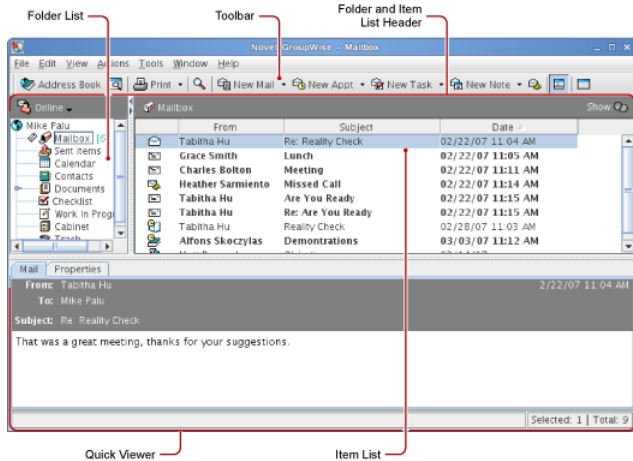 Folder List
Toolbar
Folder and Item
List Header
Novell GroupWise - Mailbox
File Edit View Actions Tools Window Help
Address Book Print New Mail New Appt New Task New Note
Online Mailbox Show
Mike Palu
Mailbox [6
Sent Items
Calendar
Contacts
Documents
Checklist
Work In Progr
Cabinet
Trash
From Subject Date
Tabitha Hu Re: Reality Check 02/22/07 11:04 AM
Grace Smith Lunch 02/22/07 11:05 AM
Charles Bolton Meeting 02/22/07 11:11 AM
Heather Sarmiento Missed Call 02/22/07 11:14 AM
Tabitha Hu Are You Ready 02/22/07 11:15 AM
Tabitha Hu Re: Are You Ready 02/22/07 11:15 AM
Tabitha Hu Reality Check 02/28/07 11:03 AM
Alfons Skoczylas Demontrations 03/03/07 11:12 AM
Mail Properties
From: Tabitha Hu 2/22/07 11:04 AM
To: Mike Palu
Subject: Re: Reality Check
That was a great meeting, thanks for your suggestions.
Selected: 1 Total: 9
Quick Viewer
Item List